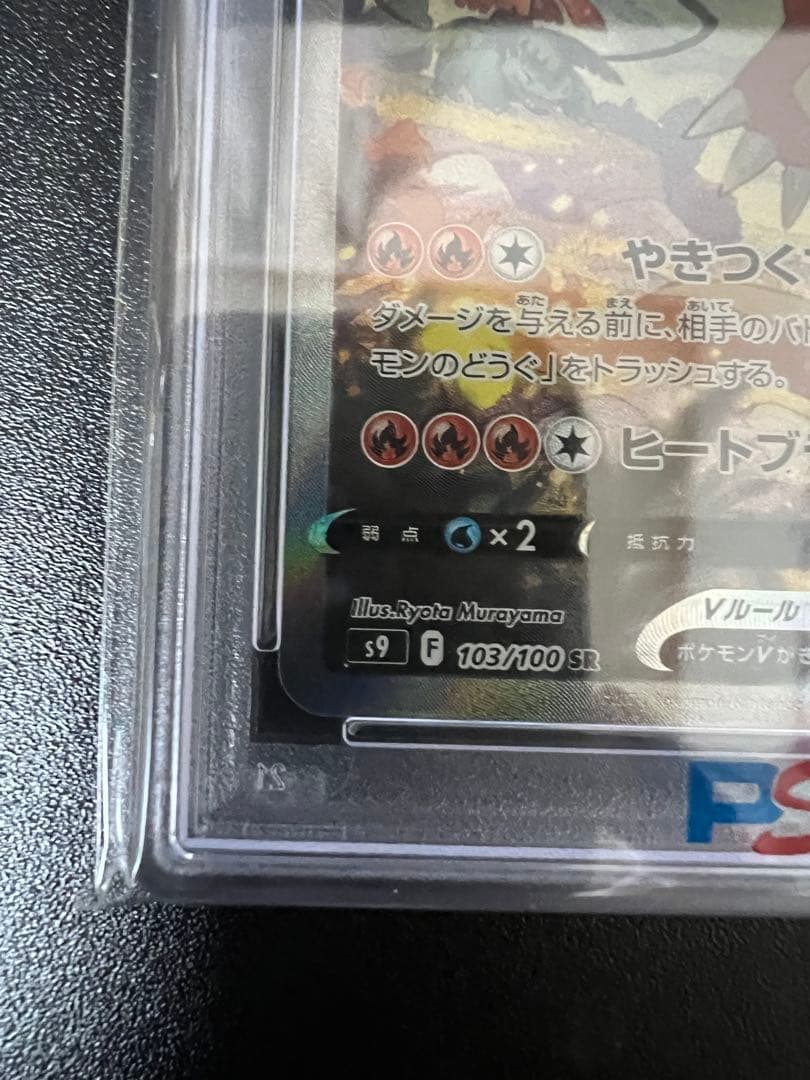 やきつく
ダメージを与える前に、相手のバ
モンのどうぐ」をトラッシュする。
ヒートブ
弱点 ×2 抵抗力
Illus.Ryota Murayama
Vルール
s9 F 103/100 SR
ポケモンVがき
PS
21